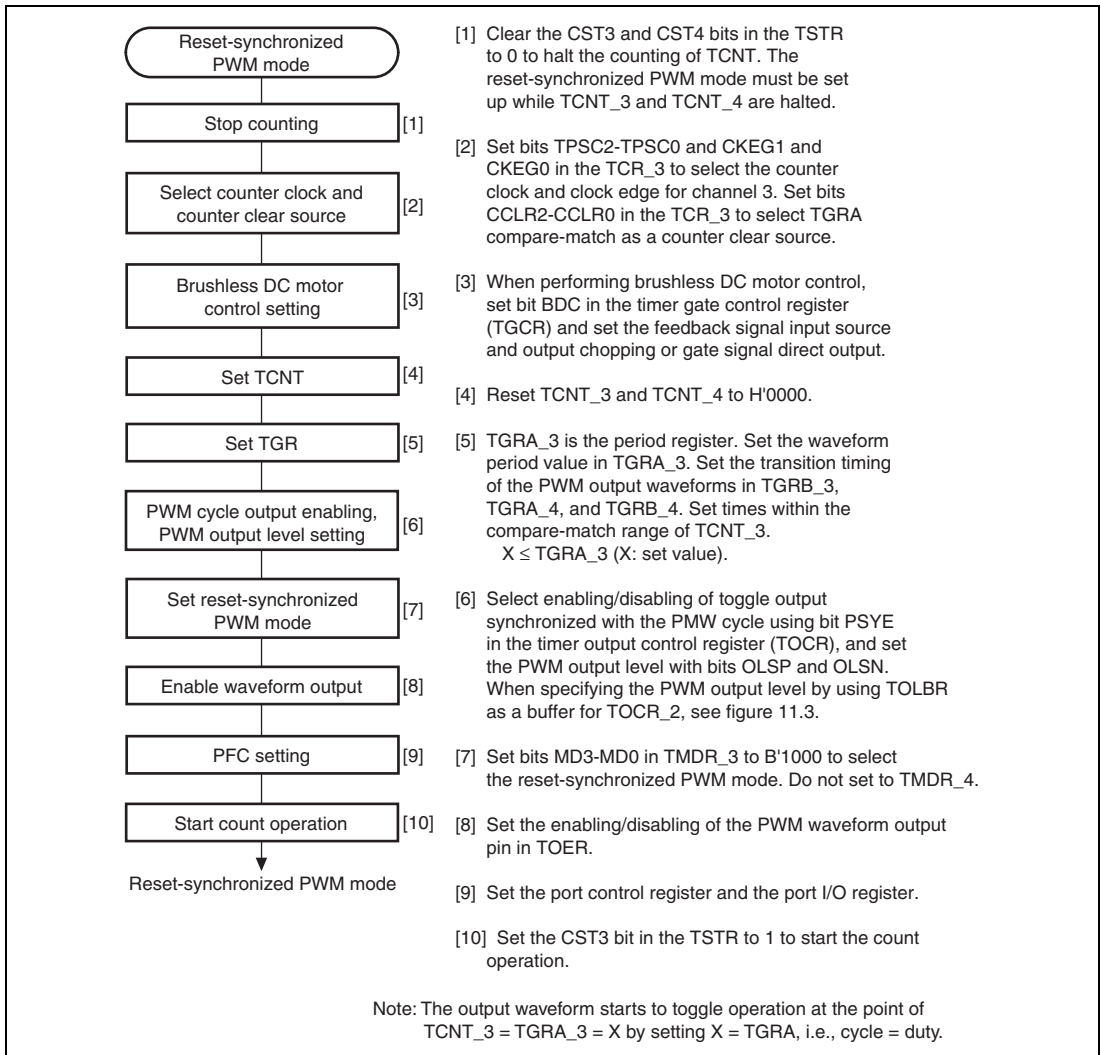 Reset-synchronized
PWM mode
Stop counting
[1]
Select counter clock and
counter clear source
[2]
Brushless DC motor
control setting
[3]
Set TCNT
[4]
Set TGR
[5]
PWM cycle output enabling,
PWM output level setting
[6]
Set reset-synchronized
PWM mode
[7]
Enable waveform output
[8]
PFC setting
[9]
Start count operation
[10]
Reset-synchronized PWM mode
[1] Clear the CST3 and CST4 bits in the TSTR
to 0 to halt the counting of TCNT. The
reset-synchronized PWM mode must be set
up while TCNT_3 and TCNT_4 are halted.
[2] Set bits TPSC2-TPSC0 and CKEG1 and
CKEG0 in the TCR_3 to select the counter
clock and clock edge for channel 3. Set bits
CCLR2-CCLR0 in the TCR_3 to select TGRA
compare-match as a counter clear source.
[3] When performing brushless DC motor control,
set bit BDC in the timer gate control register
(TGCR) and set the feedback signal input source
and output chopping or gate signal direct output.
[4] Reset TCNT_3 and TCNT_4 to H'0000.
[5] TGRA_3 is the period register. Set the waveform
period value in TGRA_3. Set the transition timing
of the PWM output waveforms in TGRB_3,
TGRA_4, and TGRB_4. Set times within the
compare-match range of TCNT_3.
X ≤ TGRA_3 (X: set value).
[6] Select enabling/disabling of toggle output
synchronized with the PMW cycle using bit PSYE
in the timer output control register (TOCR), and set
the PWM output level with bits OLSP and OLSN.
When specifying the PWM output level by using TOLBR
as a buffer for TOCR_2, see figure 11.3.
[7] Set bits MD3-MD0 in TMDR_3 to B'1000 to select
the reset-synchronized PWM mode. Do not set to TMDR_4.
[8] Set the enabling/disabling of the PWM waveform output
pin in TOER.
[9] Set the port control register and the port I/O register.
[10] Set the CST3 bit in the TSTR to 1 to start the count
operation.
Note: The output waveform starts to toggle operation at the point of
TCNT_3 = TGRA_3 = X by setting X = TGRA, i.e., cycle = duty.